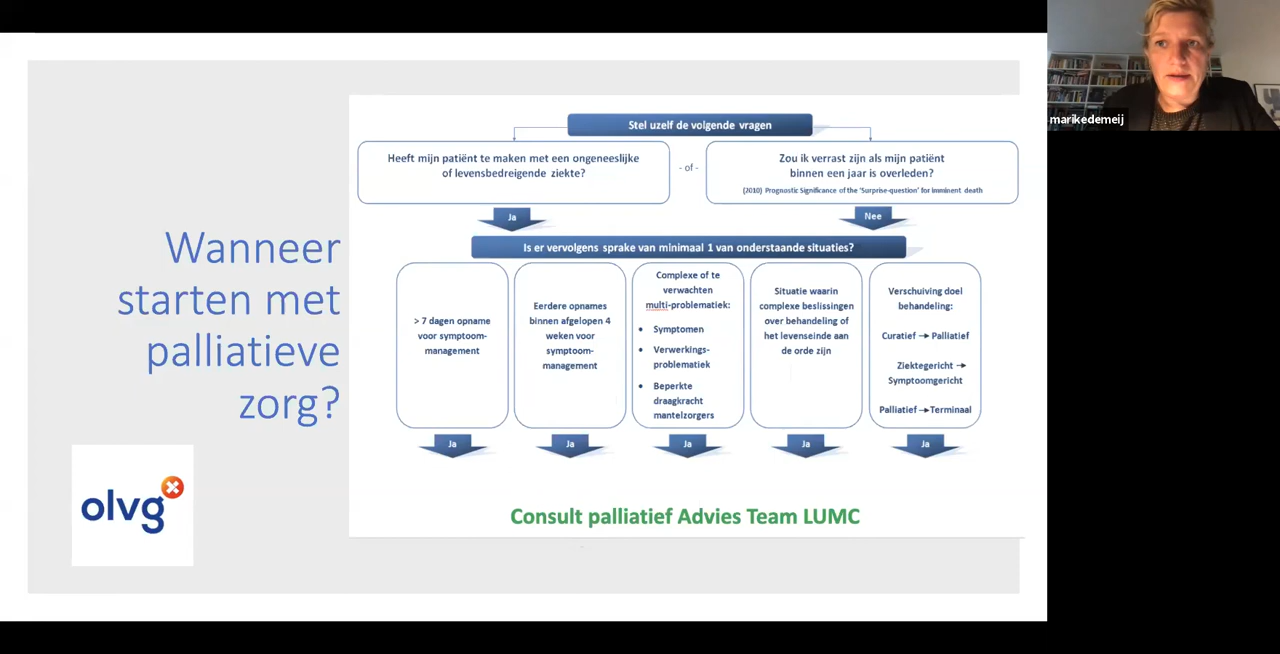 marikedemeij
Wanneer
starten met
palliatieve
zorg?
olvg
Stel uzelf de volgende vragen
Heeft mijn patiënt te maken met een ongeneeslijke
of levensbedreigende ziekte?
- of -
Zou ik verrast zijn als mijn patiënt
binnen een jaar is overleden?
(2010) Prognostic Significance of the 'Surprise-question' for imminent death
Ja
Nee
Is er vervolgens sprake van minimaal 1 van onderstaande situaties?
> 7 dagen opname
voor symptoom-
management
Eerdere opnames
binnen afgelopen 4
weken voor
symptoom-
management
Complexe of te
verwachten
multi-problematiek:
• Symptomen
• Verwerkings-
problematiek
• Beperkte
draagkracht
mantelzorgers
Situatie waarin
complexe beslissingen
over behandeling of
het levenseinde aan
de orde zijn
Verschuiving doel
behandeling:
Curatief → Palliatief
Ziektegericht →
Symptoomgericht
Palliatief → Terminaal
Ja
Ja
Ja
Ja
Ja
Consult palliatief Advies Team LUMC